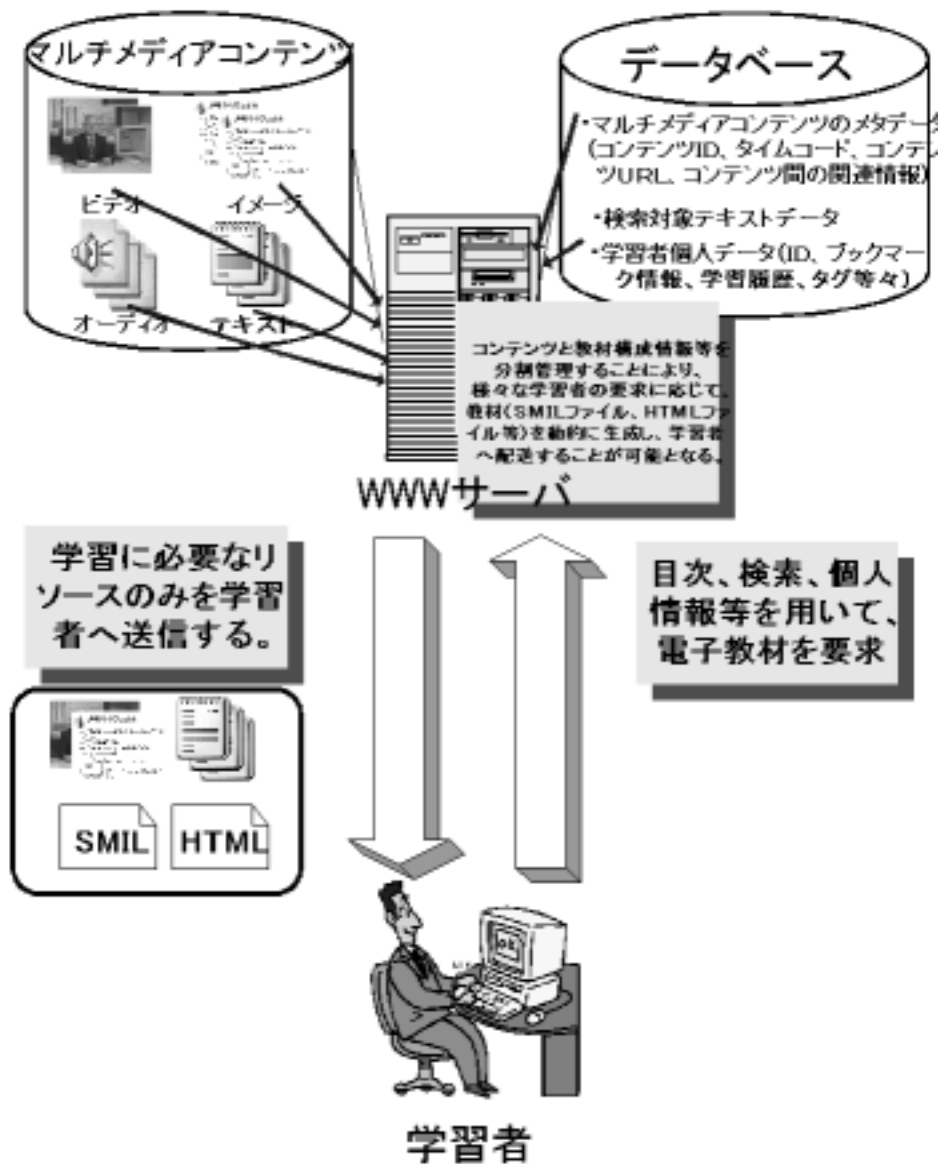 マルチメディアコンテンツ
ビデオ
イメージ
オーディオ
テキスト
データベース
・マルチメディアコンテンツのメタデータ
(コンテンツID、タイムコード、コンテン
ツURL、コンテンツ間の関連情報)
・検索対象テキストデータ
・学習者個人データ(ID、ブックマー
ク情報、学習履歴、タグ等々)
コンテンツと教材構成情報等を
分割管理することにより、
様々な学習者の要求に応じて、
教材(SMILファイル、HTMLファ
イル等)を動的に生成し、学習者
へ配送することが可能となる。
WWWサーバ
学習に必要なリ
ソースのみを学習
者へ送信する。
目次、検索、個人
情報等を用いて、
電子教材を要求
SMIL
HTML
学習者